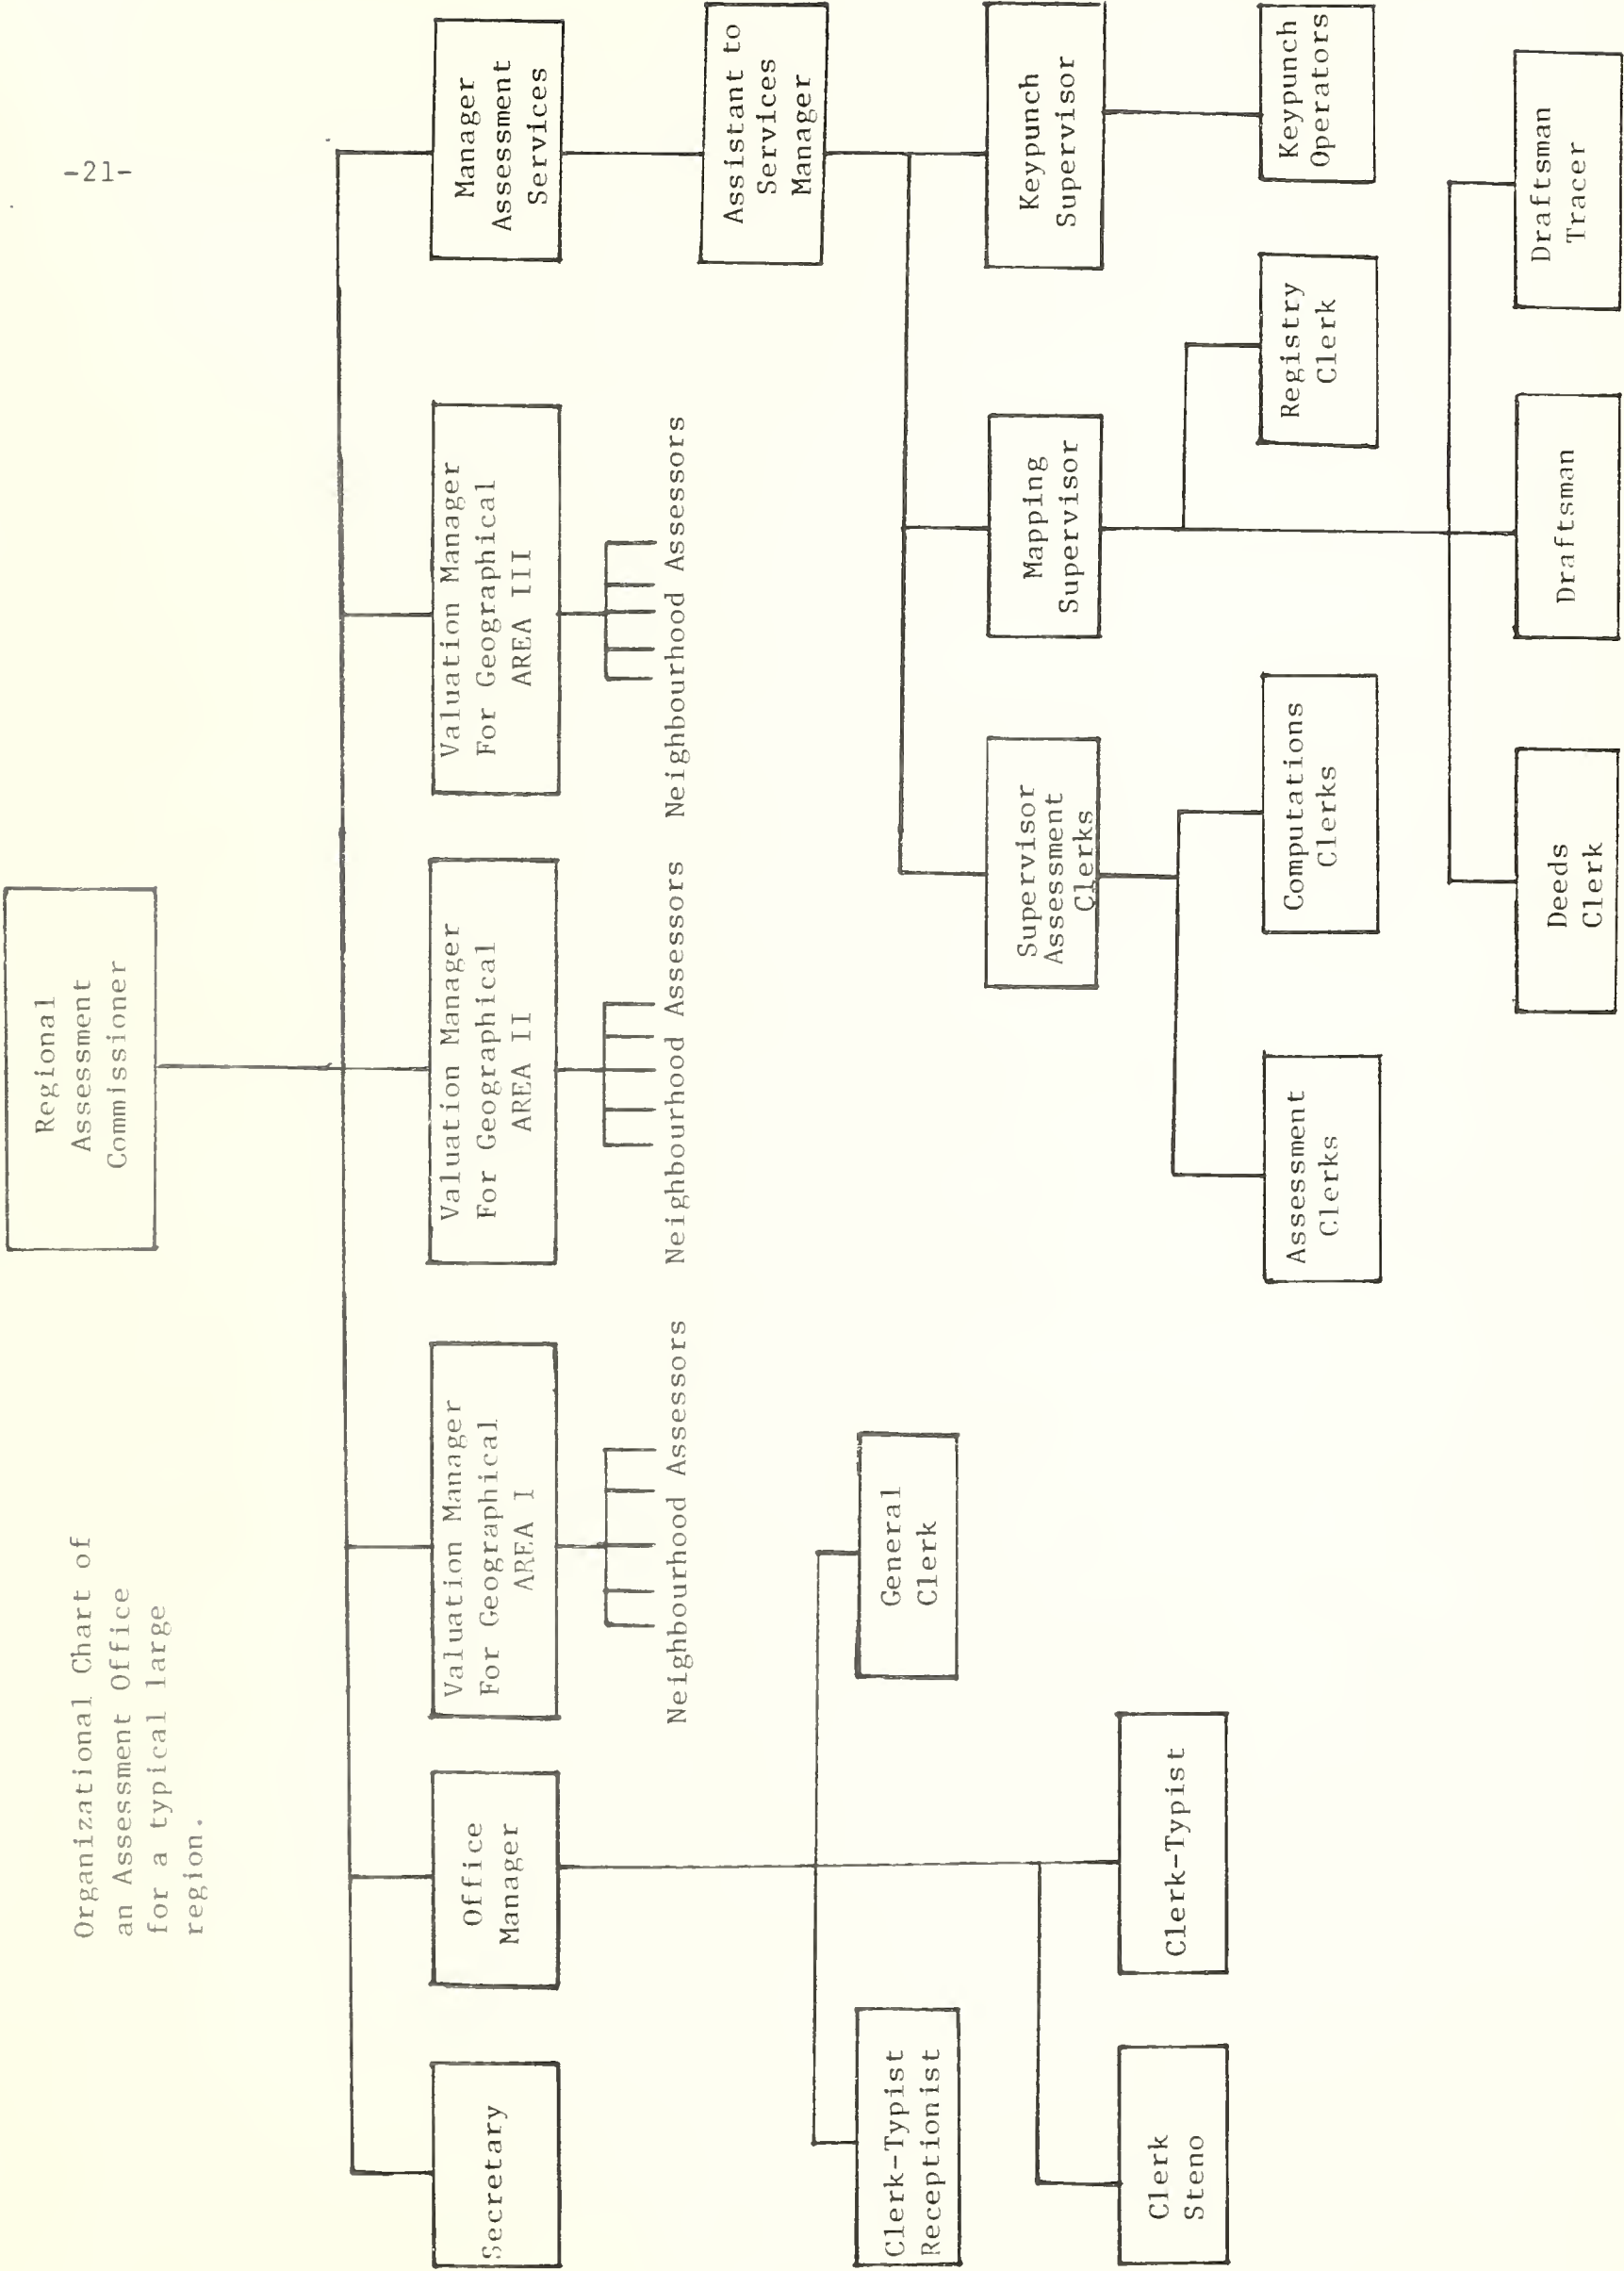 -21-
Organizational Chart of
an Assessment Office
for a typical large
region.
Regional
Assessment
Commissioner
Secretary
Office
Manager
Valuation Manager
For Geographical
AREA I
Valuation Manager
For Geographical
AREA II
Valuation Manager
For Geographical
AREA III
Manager
Assessment
Services
Neighbourhood Assessors
Neighbourhood Assessors
Neighbourhood Assessors
Assistant to
Services
Manager
Clerk-Typist
Receptionist
General
Clerk
Supervisor
Assessment
Clerks
Mapping
Supervisor
Keypunch
Supervisor
Clerk
Steno
Clerk-Typist
Assessment
Clerks
Computations
Clerks
Registry
Clerk
Keypunch
Operators
Deeds
Clerk
Draftsman
Draftsman
Tracer